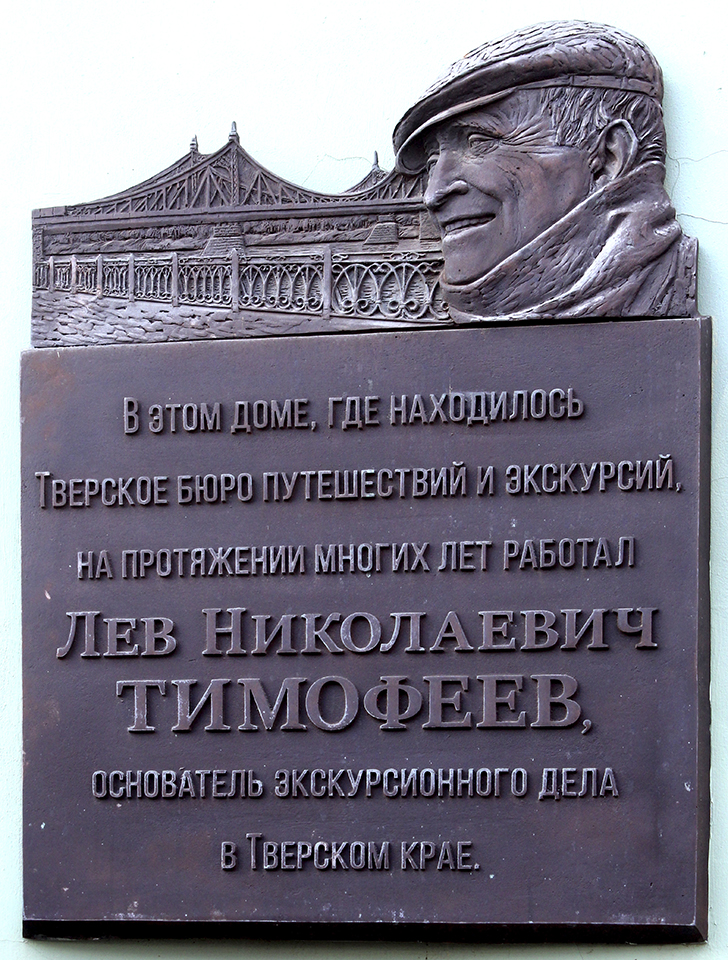 В этом доме, где находилось
Тверское бюро путешествий и экскурсий,
на протяжении многих лет работал
Лев Николаевич
ТИМОФЕЕВ,
основатель экскурсионного дела
в Тверском крае.